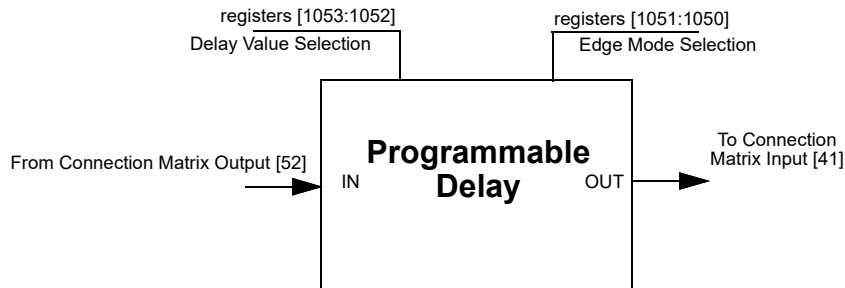 registers [1053:1052]
Delay Value Selection
registers [1051:1050]
Edge Mode Selection
From Connection Matrix Output [52]
IN
Programmable
Delay
OUT
To Connection
Matrix Input [41]